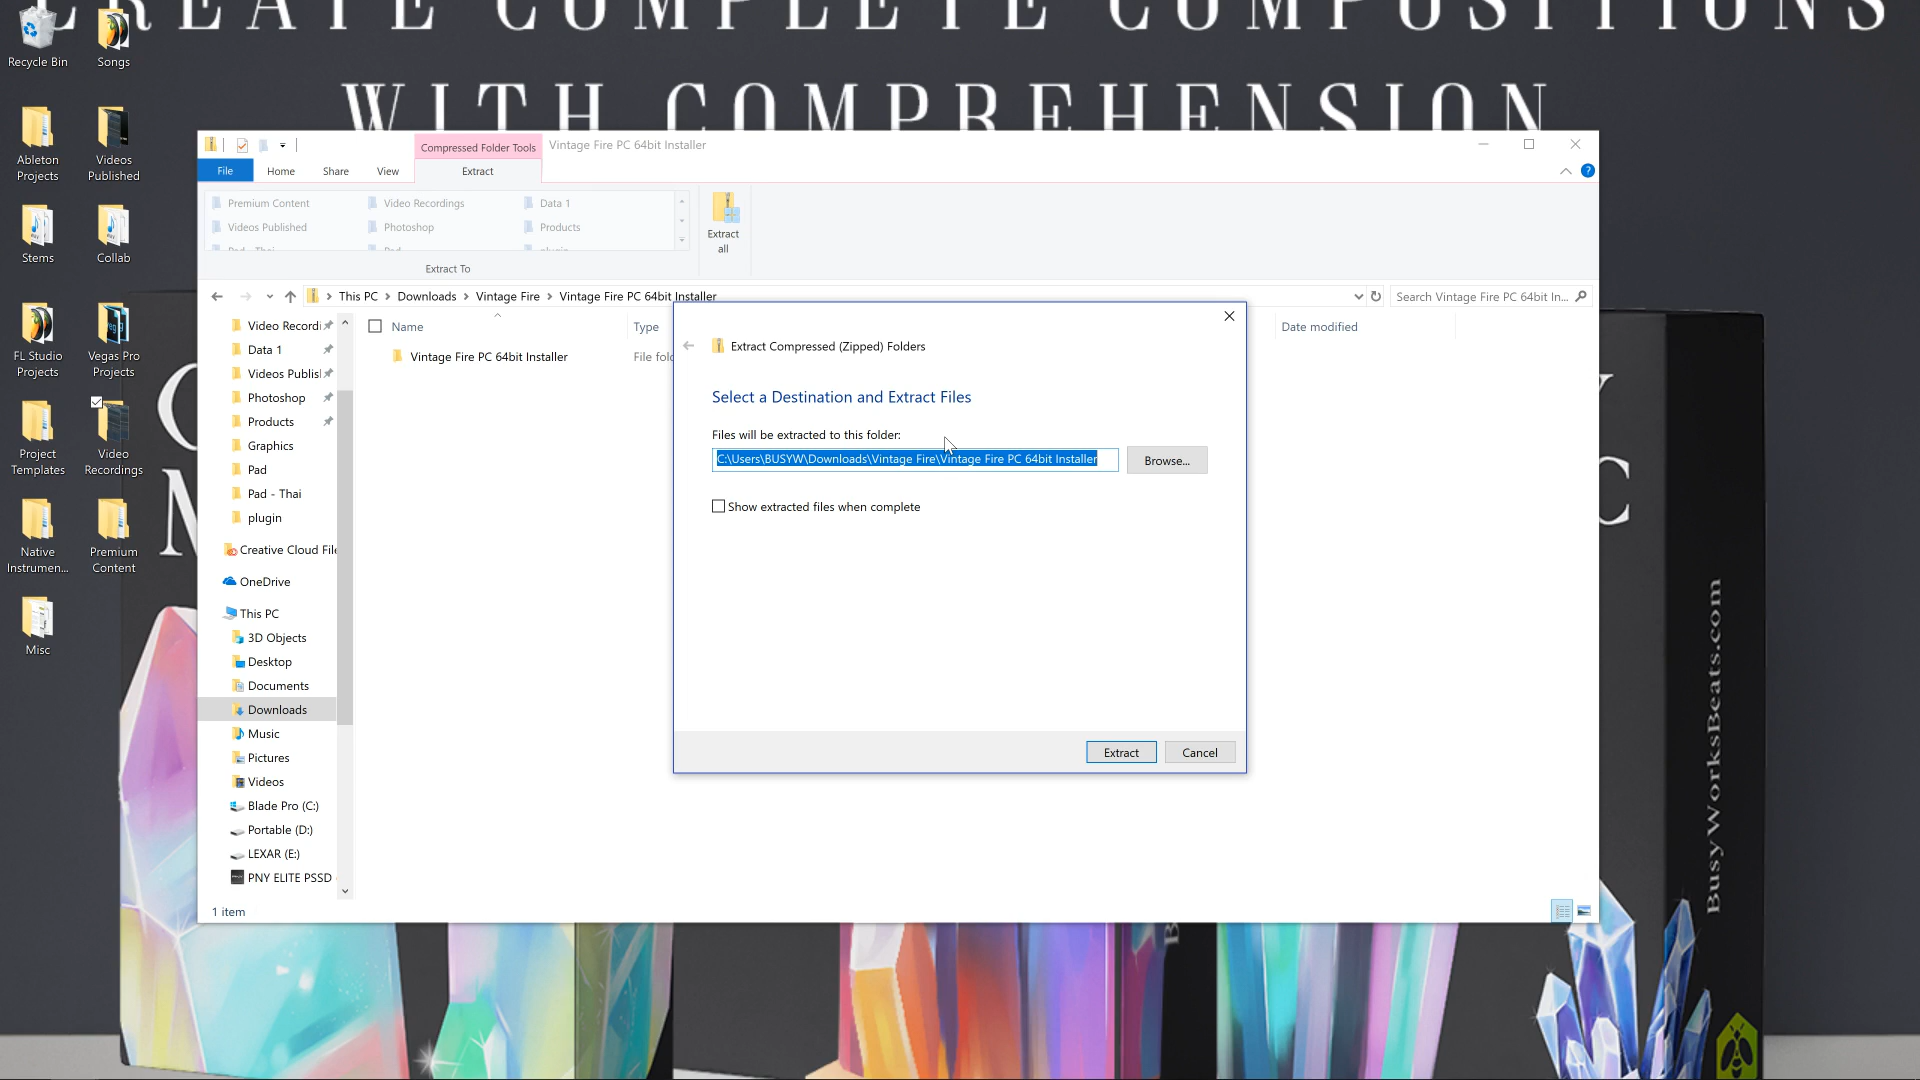 CREATE COMPLETE COMPOSITIONS
WITH COMPREHENSION
Recycle Bin
Songs
Ableton Projects
Videos Published
Stems
Collab
FL Studio Projects
Vegas Pro Projects
Project Templates
Video Recordings
Native Instrumen...
Premium Content
Misc
Compressed Folder Tools
Vintage Fire PC 64bit Installer
File
Home
Share
View
Extract
Premium Content
Video Recordings
Data 1
Videos Published
Photoshop
Products
Pad - Thai
Pad
plugin
Extract To
Extract all
This PC > Downloads > Vintage Fire > Vintage Fire PC 64bit Installer
Search Vintage Fire PC 64bit In...
Video Recordi
Data 1
Videos Publisl
Photoshop
Products
Graphics
Pad
Pad - Thai
plugin
Creative Cloud File
OneDrive
This PC
3D Objects
Desktop
Documents
Downloads
Music
Pictures
Videos
Blade Pro (C:)
Portable (D:)
LEXAR (E:)
PNY ELITE PSSD
Name
Type
Date modified
Vintage Fire PC 64bit Installer
File fold
Extract Compressed (Zipped) Folders
Select a Destination and Extract Files
Files will be extracted to this folder:
C:\Users\BUSYW\Downloads\Vintage Fire\Vintage Fire PC 64bit Installer
Browse...
Show extracted files when complete
Extract
Cancel
1 item
BusyWorksBeats.com